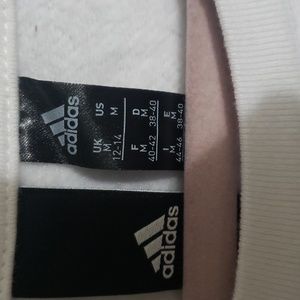 adidas
US M
UK M 12-14
D M 38-40
F M 40-42
E M 38-40
I M 44-46
adidas